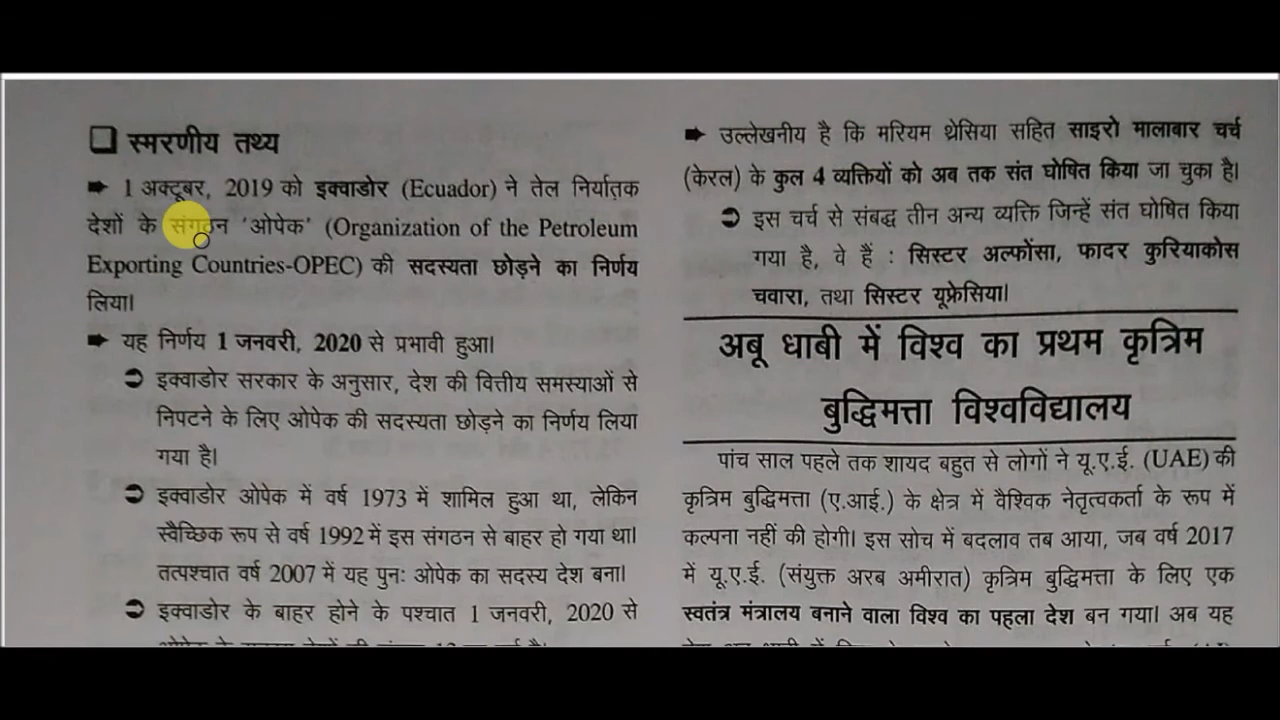 ❑ स्मरणीय तथ्य
➨ 1 अक्टूबर, 2019 को इक्वाडोर (Ecuador) ने तेल निर्यातक
देशों के संगठन 'ओपेक' (Organization of the Petroleum
Exporting Countries-OPEC) की सदस्यता छोड़ने का निर्णय
लिया।
➨ यह निर्णय 1 जनवरी, 2020 से प्रभावी हुआ।
➲ इक्वाडोर सरकार के अनुसार, देश की वित्तीय समस्याओं से
निपटने के लिए ओपेक की सदस्यता छोड़ने का निर्णय लिया
गया है।
➲ इक्वाडोर ओपेक में वर्ष 1973 में शामिल हुआ था, लेकिन
स्वैच्छिक रूप से वर्ष 1992 में इस संगठन से बाहर हो गया था।
तत्पश्चात वर्ष 2007 में यह पुनः ओपेक का सदस्य देश बना।
➲ इक्वाडोर के बाहर होने के पश्चात 1 जनवरी, 2020 से
➨ उल्लेखनीय है कि मरियम थ्रेसिया सहित साइरो मालाबार चर्च
(केरल) के कुल 4 व्यक्तियों को अब तक संत घोषित किया जा चुका है।
➲ इस चर्च से संबद्ध तीन अन्य व्यक्ति जिन्हें संत घोषित किया
गया है, वे हैं : सिस्टर अल्फोंसा, फादर कुरियाकोस
चवारा, तथा सिस्टर यूफ्रेसिया।
अबू धाबी में विश्व का प्रथम कृत्रिम
बुद्धिमत्ता विश्वविद्यालय
पांच साल पहले तक शायद बहुत से लोगों ने यू.ए.ई. (UAE) की
कृत्रिम बुद्धिमत्ता (ए.आई.) के क्षेत्र में वैश्विक नेतृत्वकर्ता के रूप में
कल्पना नहीं की होगी। इस सोच में बदलाव तब आया, जब वर्ष 2017
में यू.ए.ई. (संयुक्त अरब अमीरात) कृत्रिम बुद्धिमत्ता के लिए एक
स्वतंत्र मंत्रालय बनाने वाला विश्व का पहला देश बन गया। अब यह